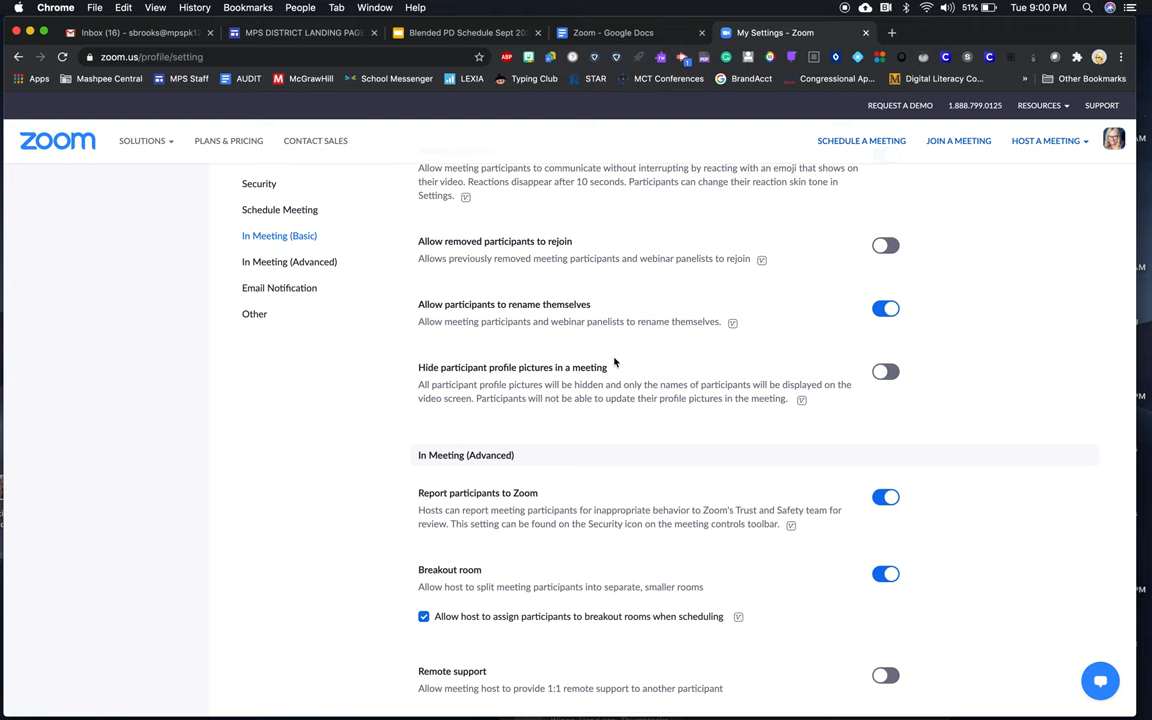 Chrome File Edit View History Bookmarks People Tab Window Help 51% Tue 9:00 PM
Inbox (16) - sbrooks@mpspk12 MPS DISTRICT LANDING PAGE Blended PD Schedule Sept 202 Zoom - Google Docs My Settings - Zoom
zoom.us/profile/setting
Apps Mashpee Central MPS Staff AUDIT McGrawHill School Messenger LEXIA Typing Club STAR MCT Conferences BrandAcct Congressional Ap... Digital Literacy Co... » Other Bookmarks
REQUEST A DEMO 1.888.799.0125 RESOURCES SUPPORT
zoom SOLUTIONS PLANS & PRICING CONTACT SALES SCHEDULE A MEETING JOIN A MEETING HOST A MEETING
Security
Schedule Meeting
In Meeting (Basic)
In Meeting (Advanced)
Email Notification
Other
Allow meeting participants to communicate without interrupting by reacting with an emoji that shows on
their video. Reactions disappear after 10 seconds. Participants can change their reaction skin tone in
Settings.
Allow removed participants to rejoin
Allows previously removed meeting participants and webinar panelists to rejoin
Allow participants to rename themselves
Allow meeting participants and webinar panelists to rename themselves.
Hide participant profile pictures in a meeting
All participant profile pictures will be hidden and only the names of participants will be displayed on the
video screen. Participants will not be able to update their profile pictures in the meeting.
In Meeting (Advanced)
Report participants to Zoom
Hosts can report meeting participants for inappropriate behavior to Zoom's Trust and Safety team for
review. This setting can be found on the Security icon on the meeting controls toolbar.
Breakout room
Allow host to split meeting participants into separate, smaller rooms
Allow host to assign participants to breakout rooms when scheduling
Remote support
Allow meeting host to provide 1:1 remote support to another participant